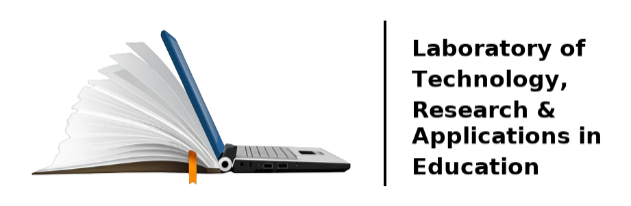 Laboratory of
Technology,
Research &
Applications in
Education